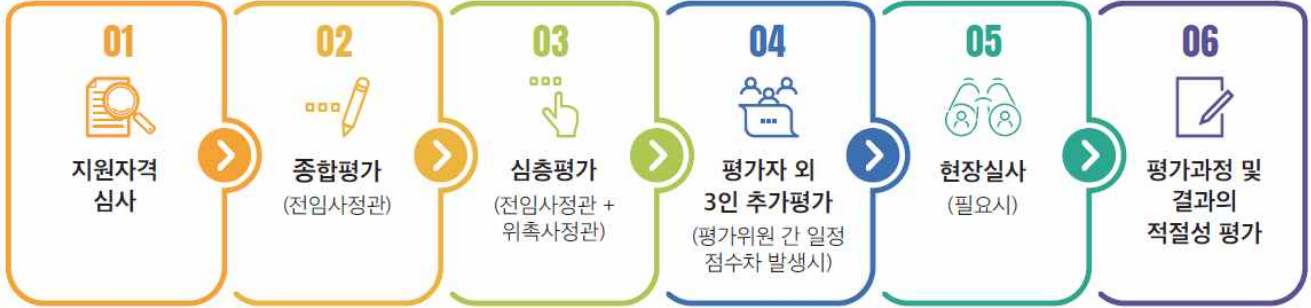 01
지원자격
심사
02
종합평가
(전임사정관)
03
심층평가
(전임사정관 +
위촉사정관)
04
평가자 외
3인 추가평가
(평가위원 간 일정
점수차 발생시)
05
현장실사
(필요시)
06
평가과정 및
결과의
적절성 평가